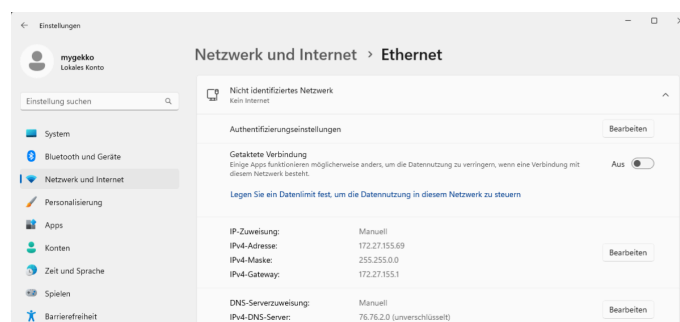 Einstellungen
mygekko
Lokales Konto
Einstellung suchen
System
Bluetooth und Geräte
Netzwerk und Internet
Personalisierung
Apps
Konten
Zeit und Sprache
Spielen
Barrierefreiheit
Netzwerk und Internet > Ethernet
Nicht identifiziertes Netzwerk
Kein Internet
Authentifizierungseinstellungen
Bearbeiten
Getaktete Verbindung
Einige Apps funktionieren möglicherweise anders, um die Datennutzung zu verringern, wenn eine Verbindung mit
diesem Netzwerk besteht.
Aus
Legen Sie ein Datenlimit fest, um die Datennutzung in diesem Netzwerk zu steuern
IP-Zuweisung: Manuell
IPv4-Adresse: 172.27.155.69
IPv4-Maske: 255.255.0.0
IPv4-Gateway: 172.27.155.1
Bearbeiten
DNS-Serverzuweisung: Manuell
IPv4-DNS-Server: 76.76.2.0 (unverschlüsselt)
Bearbeiten